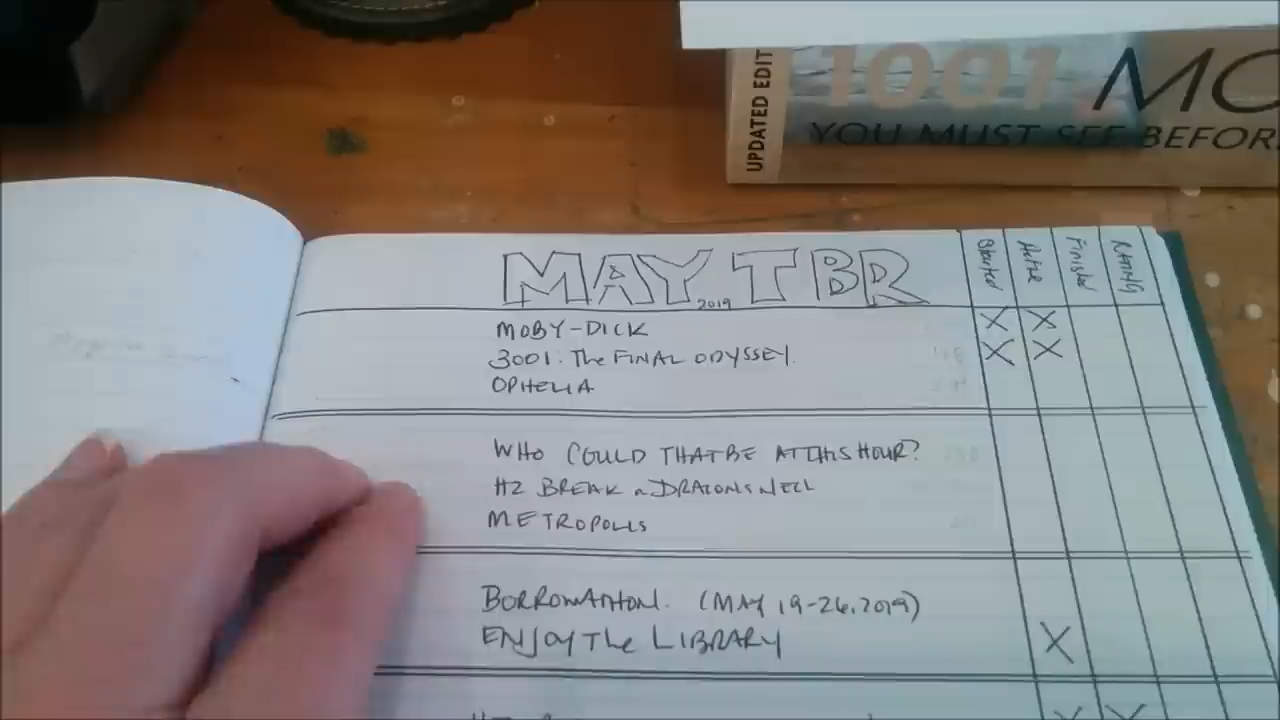 UPDATED EDIT
1001 MO
YOU MUST SEE BEFOR
MAY TBR
2019
Started Active Finished RATING
MOBY-DICK X X
3001: The FINAL ODYSSEY. X X
OPHELIA
WHO COULD THAT BE AT THIS HOUR?
H2 BREAK a DRAGONS NECK
METROPOLIS
BORROWATHON. (MAY 19-26, 2019)
ENJOY The LIBRARY X